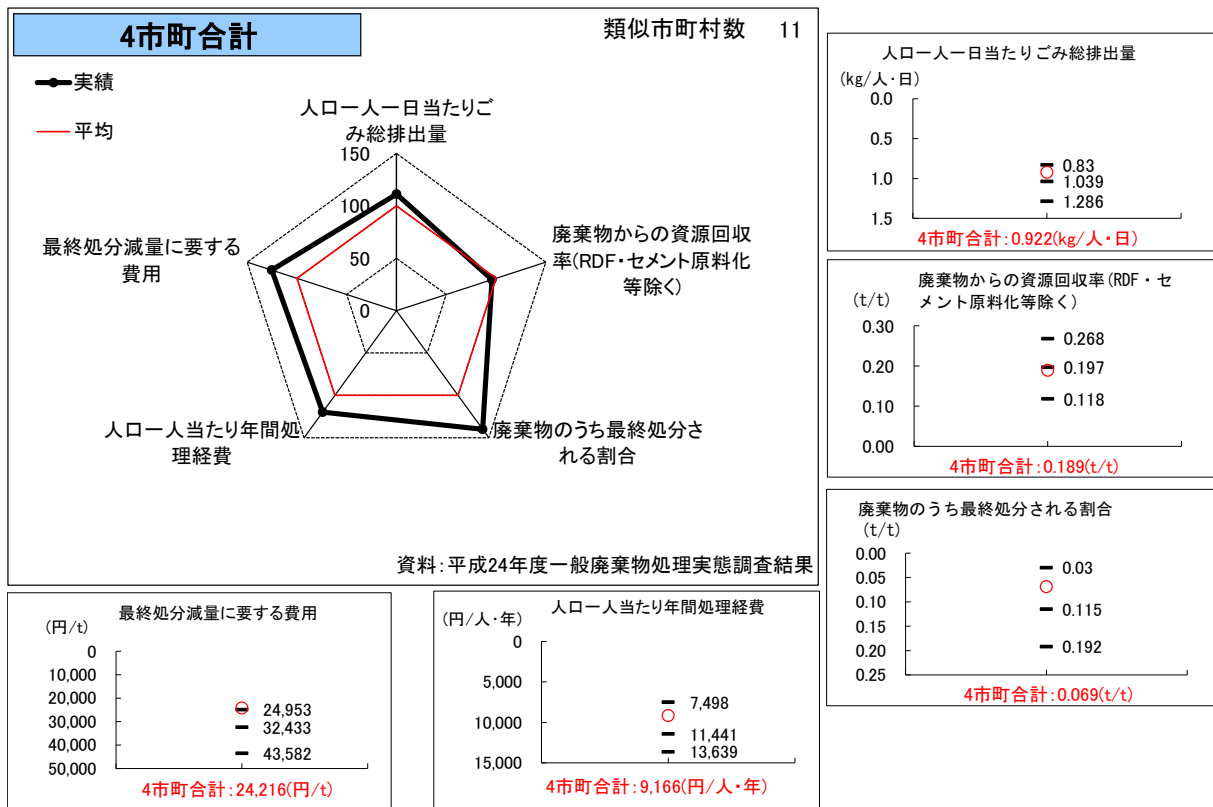 4市町合計
類似市町村数 11
実績
平均
人口一人一日当たりご
み総排出量
150
100
50
0
廃棄物からの資源回収
率(RDF・セメント原料化
等除く)
最終処分減量に要する
費用
人口一人当たり年間処
理経費
廃棄物のうち最終処分さ
れる割合
資料:平成24年度一般廃棄物処理実態調査結果
人口一人一日当たりごみ総排出量
(kg/人・日)
0.0
0.5
1.0
1.5
0.83
1.039
1.286
4市町合計:0.922(kg/人・日)
廃棄物からの資源回収率(RDF・セ
メント原料化等除く)
(t/t)
0.30
0.20
0.10
0.00
0.268
0.197
0.118
4市町合計:0.189(t/t)
廃棄物のうち最終処分される割合
(t/t)
0.00
0.05
0.10
0.15
0.20
0.25
0.03
0.115
0.192
4市町合計:0.069(t/t)
最終処分減量に要する費用
(円/t)
0
10,000
20,000
30,000
40,000
50,000
24,953
32,433
43,582
4市町合計:24,216(円/t)
人口一人当たり年間処理経費
(円/人・年)
0
5,000
10,000
15,000
7,498
11,441
13,639
4市町合計:9,166(円/人・年)